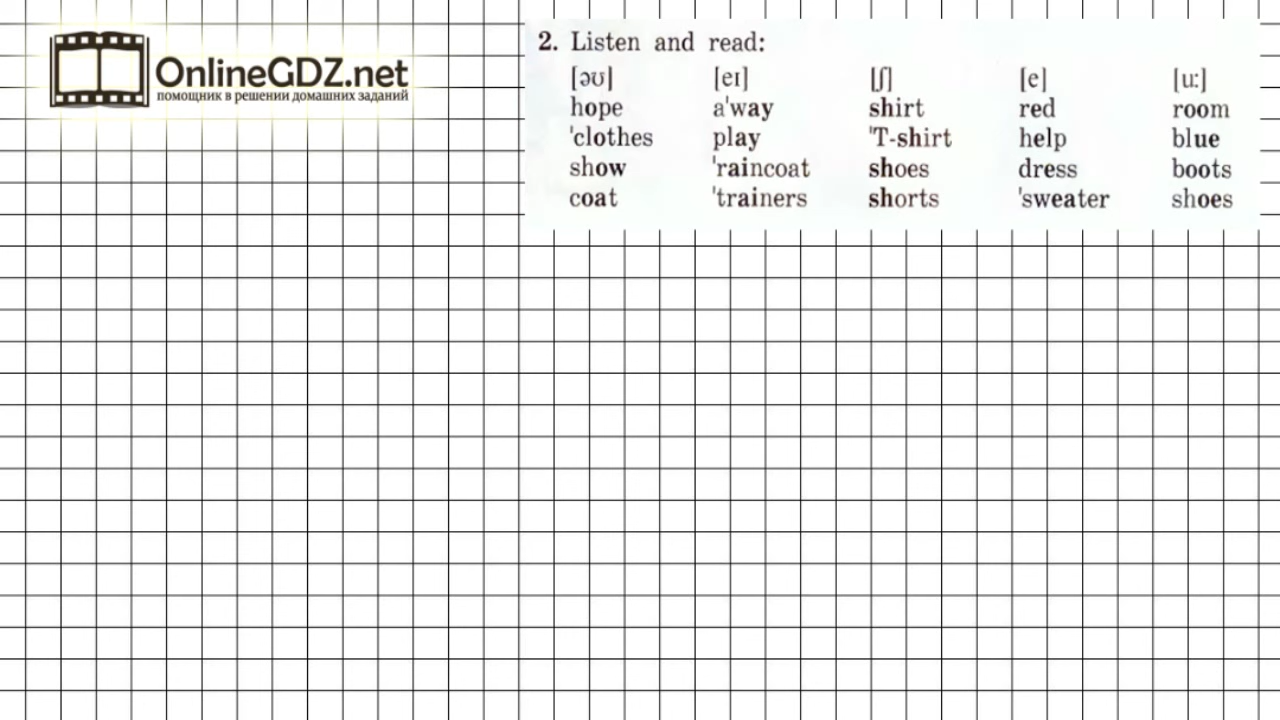 OnlineGDZ.net
помощник в решении домашних заданий
2. Listen and read:
[əʊ] [eɪ] [ʃ] [e] [u:]
hope a'way shirt red room
'clothes play 'T-shirt help blue
show 'raincoat shoes dress boots
coat 'trainers shorts 'sweater shoes